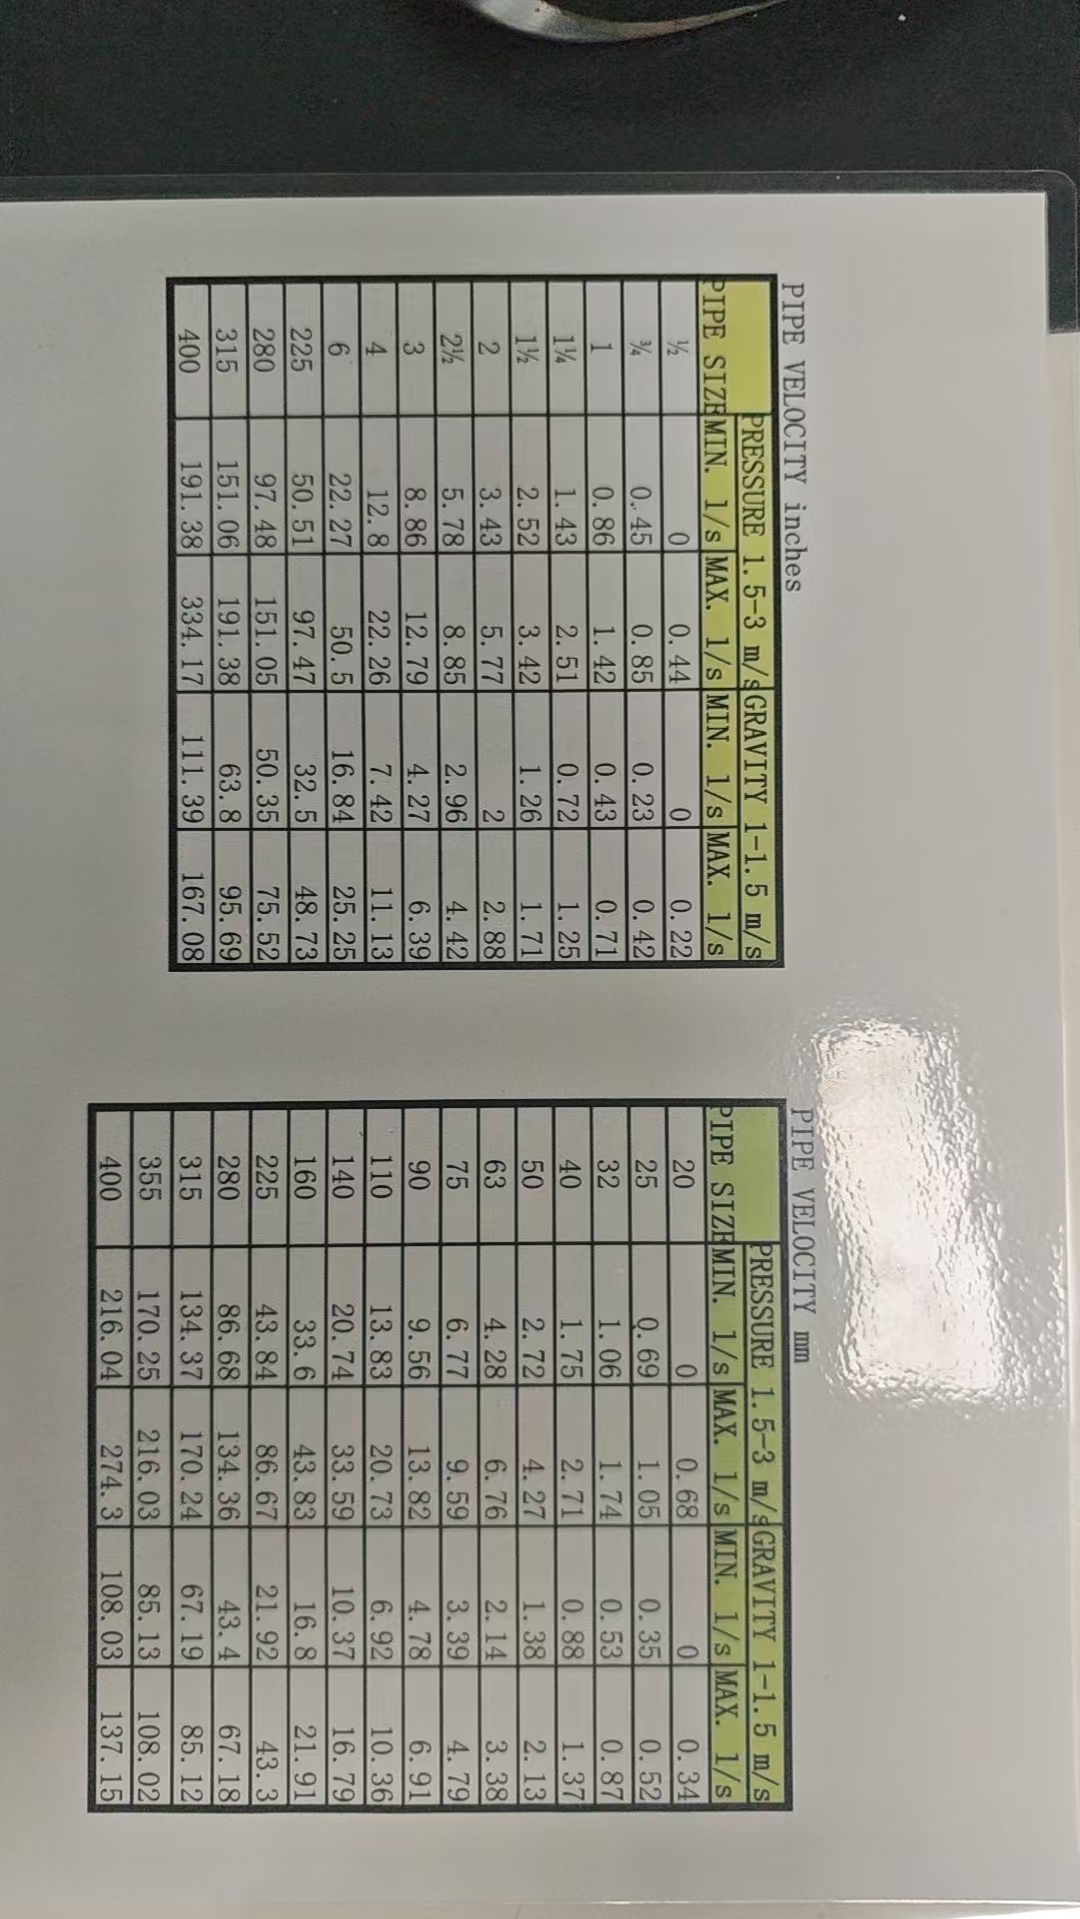 PIPE VELOCITY inches
PRESSURE 1.5-3 m/s GRAVITY 1-1.5 m/s
PIPE SIZE MIN. l/s MAX. l/s MIN. l/s MAX. l/s
½ 0 0.44 0 0.22
¾ 0.45 0.85 0.23 0.42
1 0.86 1.42 0.43 0.71
1¼ 1.43 2.51 0.72 1.25
1½ 2.52 3.42 1.26 1.71
2 3.43 5.77 2 2.88
2½ 5.78 8.85 2.96 4.42
3 8.86 12.79 4.27 6.39
4 12.8 22.26 7.42 11.13
6 22.27 50.5 16.84 25.25
225 50.51 97.47 32.5 48.73
280 97.48 151.05 50.35 75.52
315 151.06 191.38 63.8 95.69
400 191.38 334.17 111.39 167.08
PIPE VELOCITY mm
PRESSURE 1.5-3 m/s GRAVITY 1-1.5 m/s
PIPE SIZE MIN. l/s MAX. l/s MIN. l/s MAX. l/s
20 0 0.68 0 0.34
25 0.69 1.05 0.35 0.52
32 1.06 1.74 0.53 0.87
40 1.75 2.71 0.88 1.37
50 2.72 4.27 1.38 2.13
63 4.28 6.76 2.14 3.38
75 6.77 9.59 3.39 4.79
90 9.56 13.82 4.78 6.91
110 13.83 20.73 6.92 10.36
140 20.74 33.59 10.37 16.79
160 33.6 43.83 16.8 21.91
225 43.84 86.67 21.92 43.3
280 86.68 134.36 43.4 67.18
315 134.37 170.24 67.19 85.12
355 170.25 216.03 85.13 108.02
400 216.04 274.3 108.03 137.15